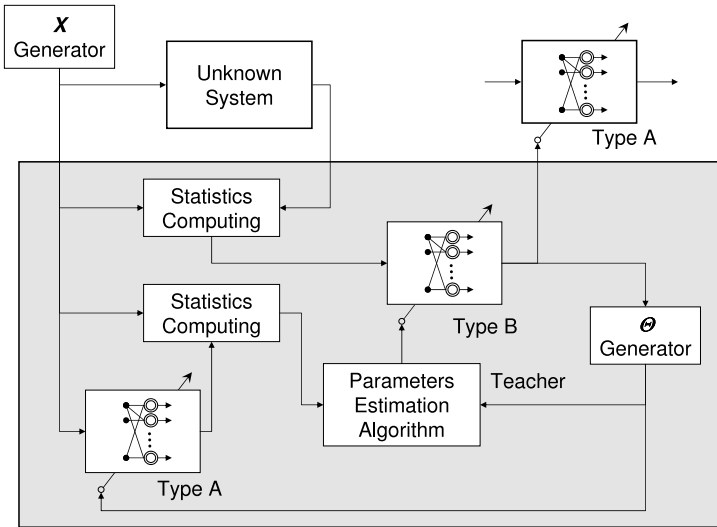 X
Generator
Unknown
System
Type A
Statistics
Computing
Type B
Statistics
Computing
Θ
Generator
Parameters
Estimation
Algorithm
Teacher
Type A